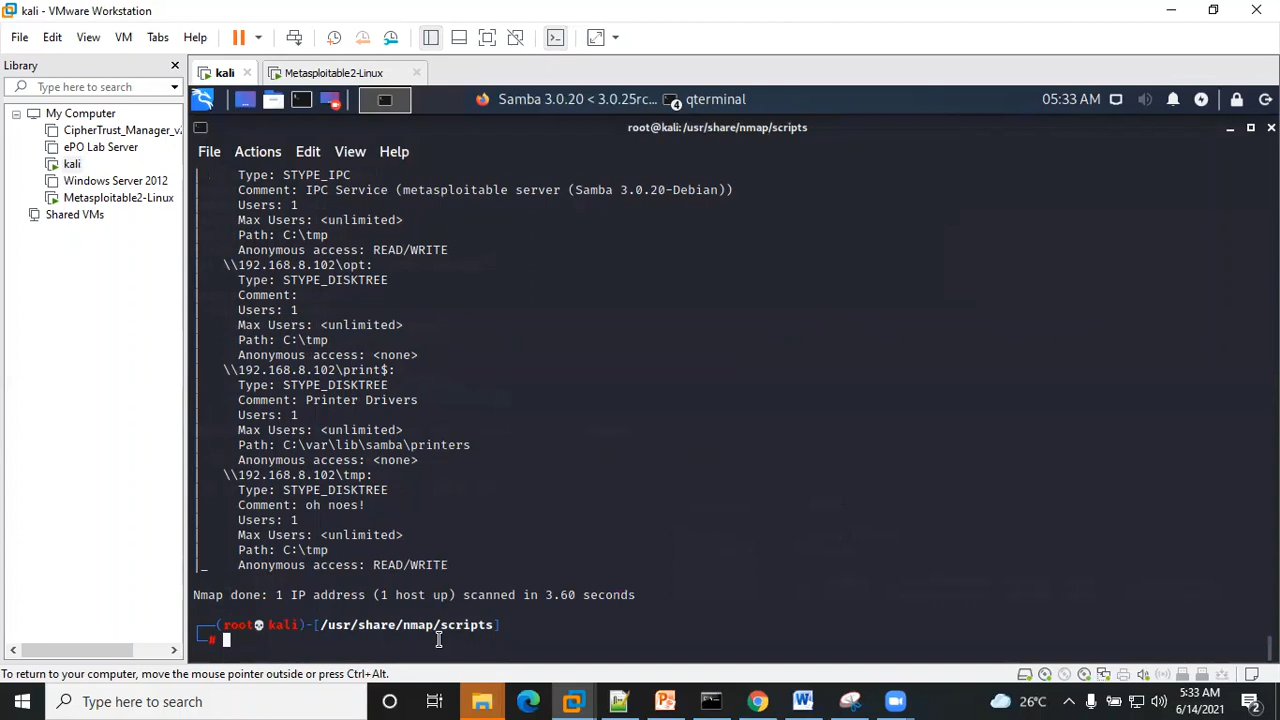 kali - VMware Workstation
File Edit View VM Tabs Help
Library
Type here to search
My Computer
CipherTrust_Manager_v
ePO Lab Server
kali
Windows Server 2012
Metasploitable2-Linux
Shared VMs
kali Metasploitable2-Linux
Samba 3.0.20 < 3.0.25rc... 4 qterminal 05:33 AM
root@kali:/usr/share/nmap/scripts
File Actions Edit View Help
| Type: STYPE_IPC
| Comment: IPC Service (metasploitable server (Samba 3.0.20-Debian))
| Users: 1
| Max Users: <unlimited>
| Path: C:\tmp
| Anonymous access: READ/WRITE
| \\192.168.8.102\opt:
| Type: STYPE_DISKTREE
| Comment:
| Users: 1
| Max Users: <unlimited>
| Path: C:\tmp
| Anonymous access: <none>
| \\192.168.8.102\print$:
| Type: STYPE_DISKTREE
| Comment: Printer Drivers
| Users: 1
| Max Users: <unlimited>
| Path: C:\var\lib\samba\printers
| Anonymous access: <none>
| \\192.168.8.102\tmp:
| Type: STYPE_DISKTREE
| Comment: oh noes!
| Users: 1
| Max Users: <unlimited>
| Path: C:\tmp
|_ Anonymous access: READ/WRITE
Nmap done: 1 IP address (1 host up) scanned in 3.60 seconds
┌──(root💀kali)-[/usr/share/nmap/scripts]
└─#
To return to your computer, move the mouse pointer outside or press Ctrl+Alt.
Type here to search
26°C
5:33 AM
6/14/2021
2